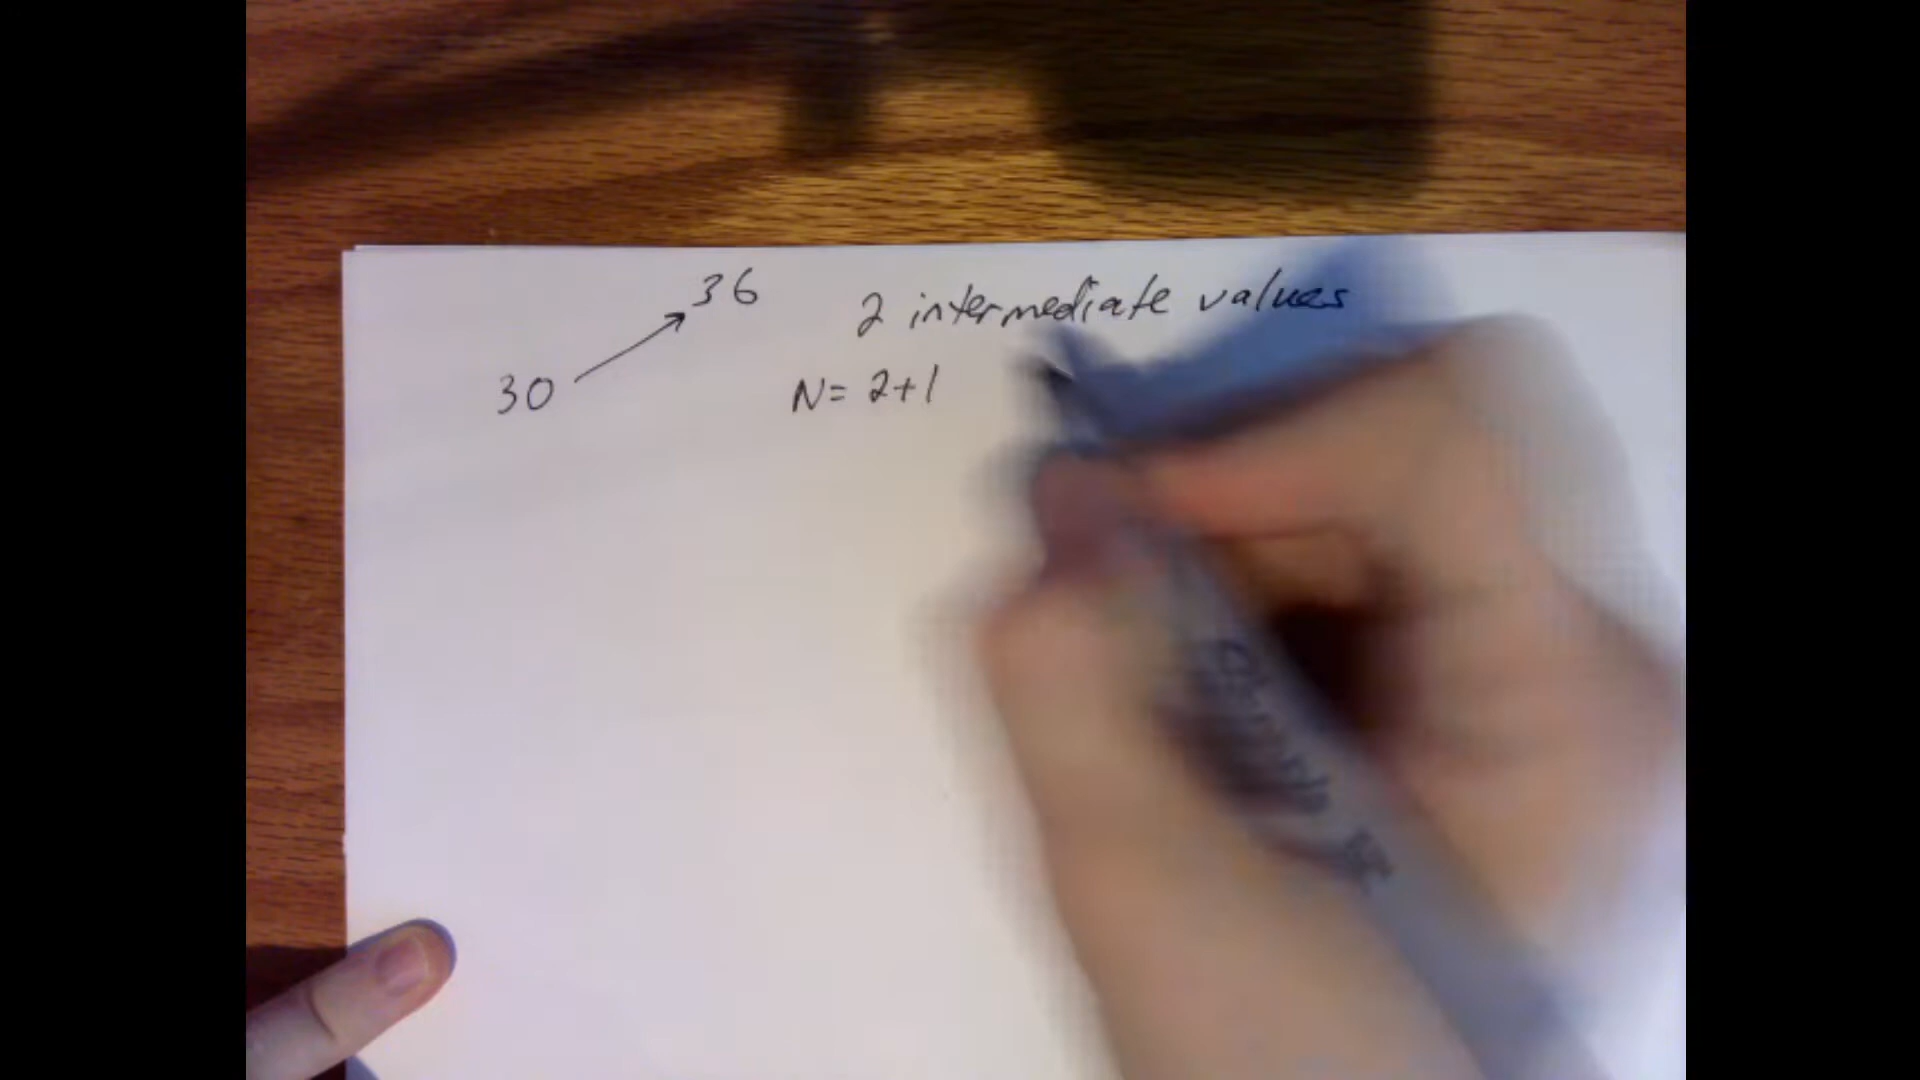 36
2 intermediate values
30
N= 2+1